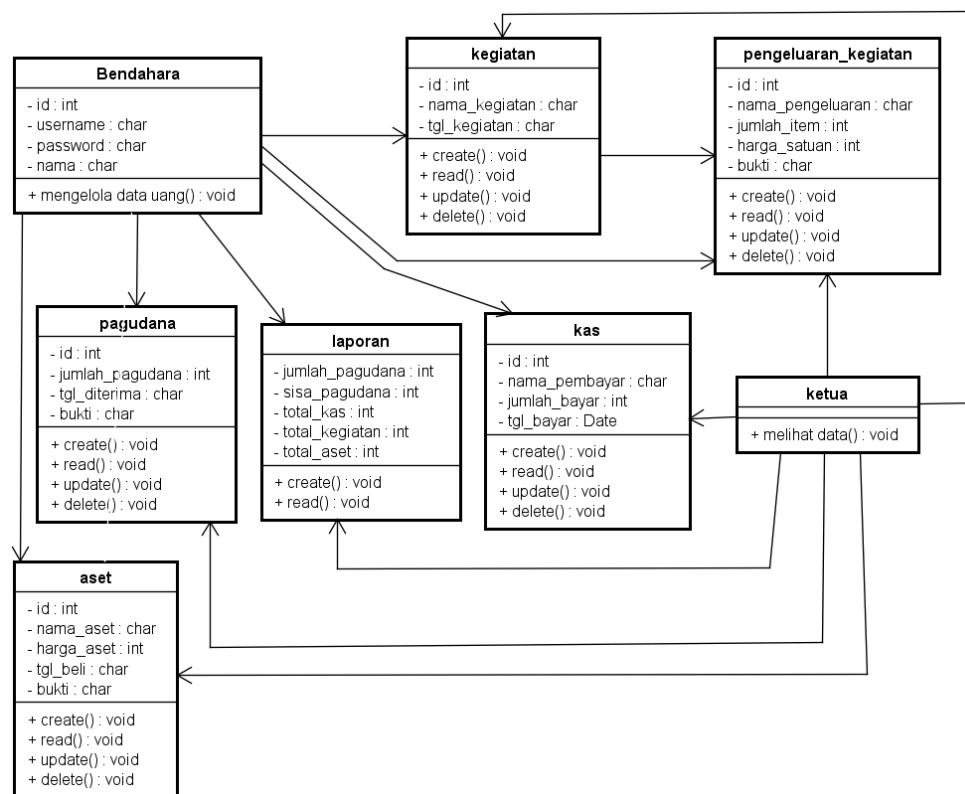 Bendahara
- id : int
- username : char
- password : char
- nama : char
+ mengelola data uang() : void
kegiatan
- id : int
- nama_kegiatan : char
- tgl_kegiatan : char
+ create() : void
+ read() : void
+ update() : void
+ delete() : void
pengeluaran_kegiatan
- id : int
- nama_pengeluaran : char
- jumlah_item : int
- harga_satuan : int
- bukti : char
+ create() : void
+ read() : void
+ update() : void
+ delete() : void
pagudana
- id : int
- jumlah_pagudana : int
- tgl_diterima : char
- bukti : char
+ create() : void
+ read() : void
+ update() : void
+ delete() : void
laporan
- jumlah_pagudana : int
- sisa_pagudana : int
- total_kas : int
- total_kegiatan : int
- total_aset : int
+ create() : void
+ read() : void
kas
- id : int
- nama_pembayar : char
- jumlah_bayar : int
- tgl_bayar : Date
+ create() : void
+ read() : void
+ update() : void
+ delete() : void
ketua
+ melihat data() : void
aset
- id : int
- nama_aset : char
- harga_aset : int
- tgl_beli : char
- bukti : char
+ create() : void
+ read() : void
+ update() : void
+ delete() : void